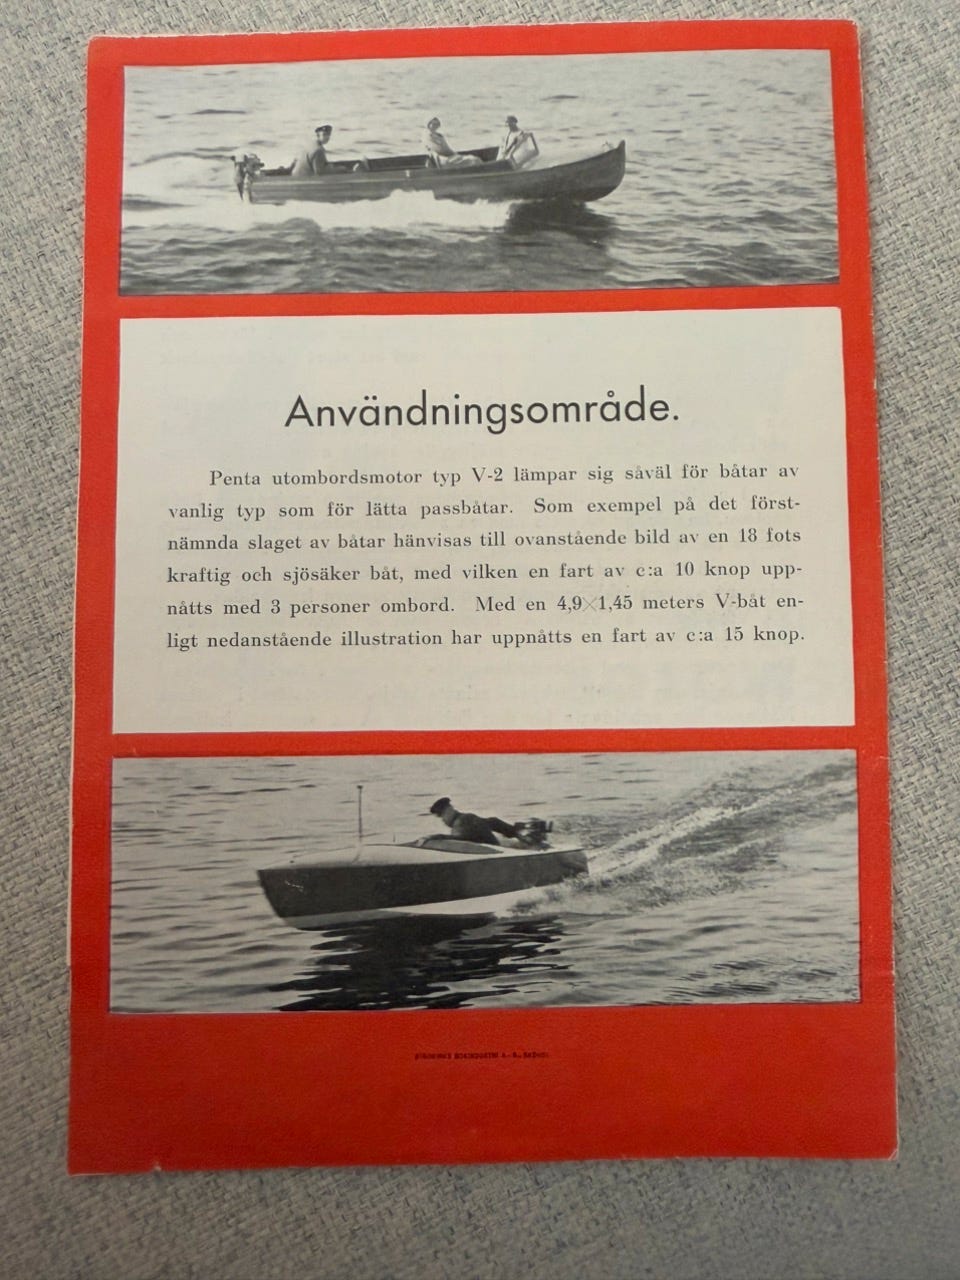 Användningsområde.
Penta utombordsmotor typ V-2 lämpar sig såväl för båtar av
vanlig typ som för lätta passbåtar. Som exempel på det först-
nämnda slaget av båtar hänvisas till ovanstående bild av en 18 fots
kraftig och sjösäker båt, med vilken en fart av c:a 10 knop upp-
nåtts med 3 personer ombord. Med en 4,9×1,45 meters V-båt en-
ligt nedanstående illustration har uppnåtts en fart av c:a 15 knop.